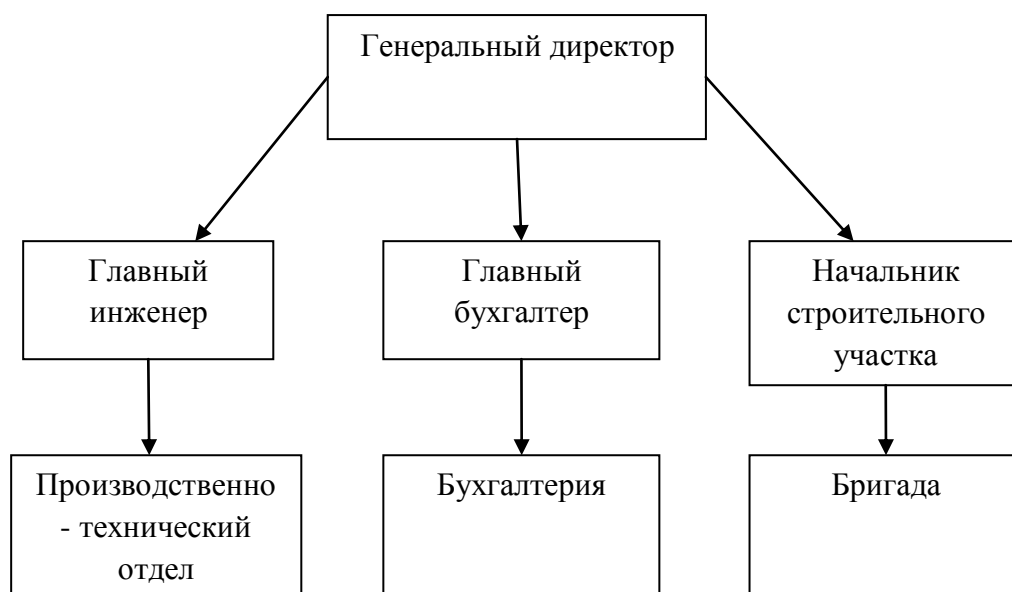 Генеральный директор
Главный
инженер
Главный
бухгалтер
Начальник
строительного
участка
Производственно
- технический
отдел
Бухгалтерия
Бригада